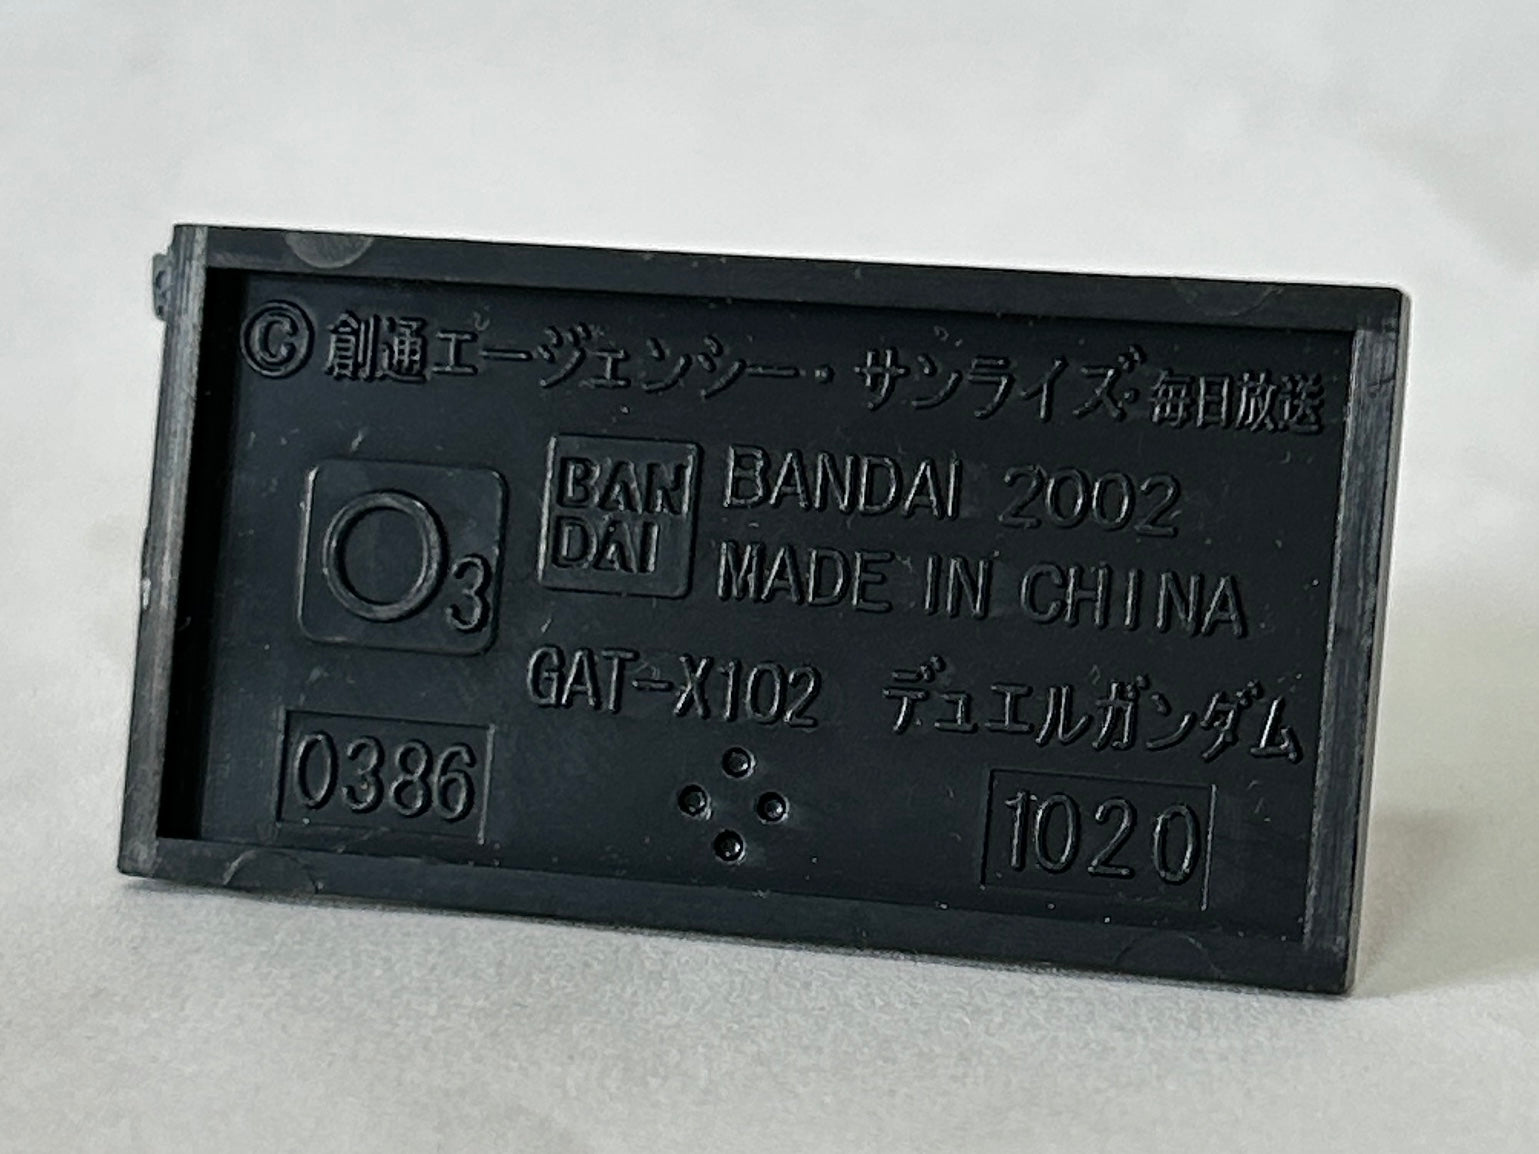 ©創通エージェンシー・サンライズ・毎日放送
BAN
DAI
BANDAI 2002
MADE IN CHINA
O3
GAT-X102 デュエルガンダム
0386
1020